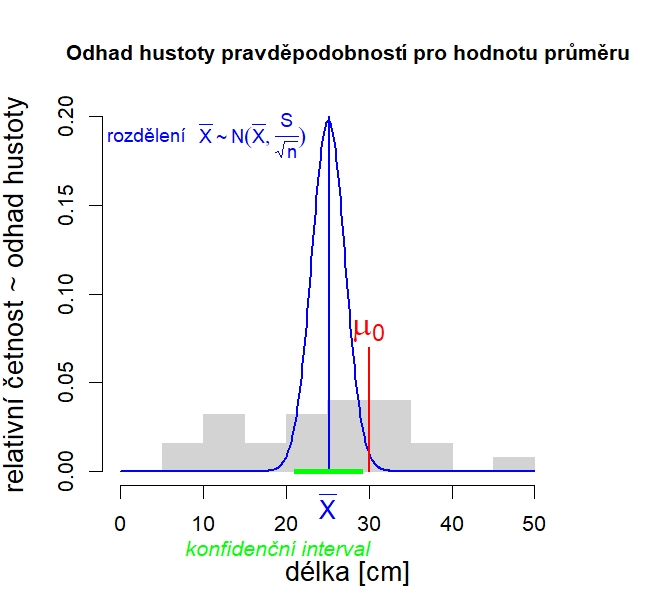 Odhad hustoty pravděpodobností pro hodnotu průměru
relativní četnost ~ odhad hustoty
0.20
0.15
0.10
0.05
0.00
rozdělení X̅ ~ N(X̅, S/√n)
μ₀
X̅
0 10 20 30 40 50
konfidenční interval
délka [cm]